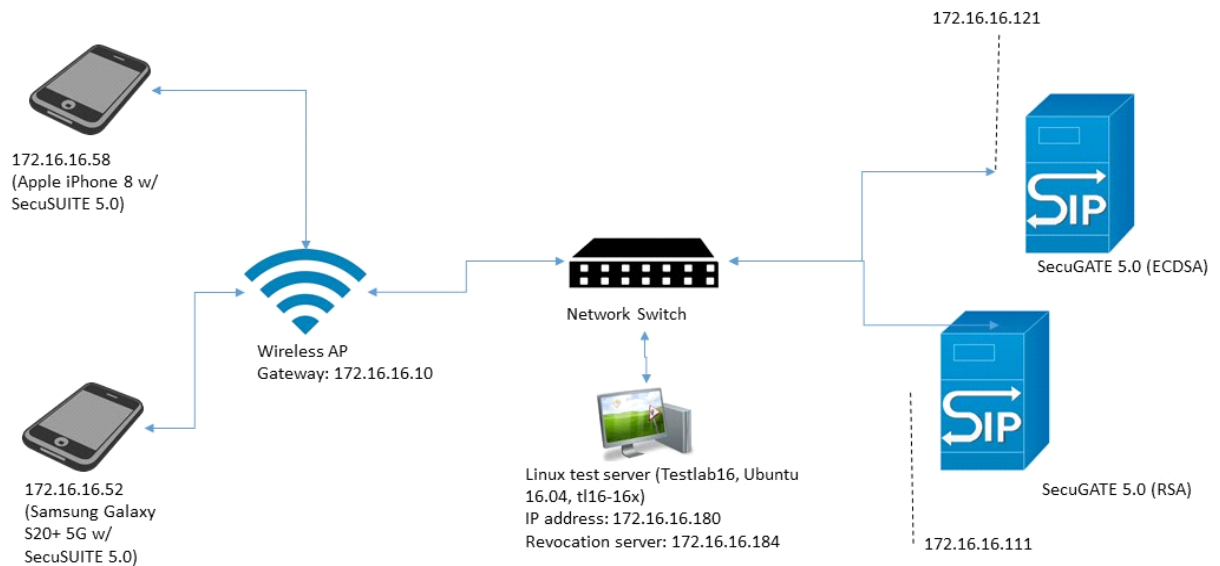 172.16.16.121
172.16.16.58
(Apple iPhone 8 w/
SecuSUITE 5.0)
SIP
SecuGATE 5.0 (ECDSA)
Network Switch
Wireless AP
Gateway: 172.16.16.10
SIP
Linux test server (Testlab16, Ubuntu
16.04, tl16-16x)
IP address: 172.16.16.180
Revocation server: 172.16.16.184
172.16.16.52
(Samsung Galaxy
S20+ 5G w/
SecuSUITE 5.0)
SecuGATE 5.0 (RSA)
172.16.16.111